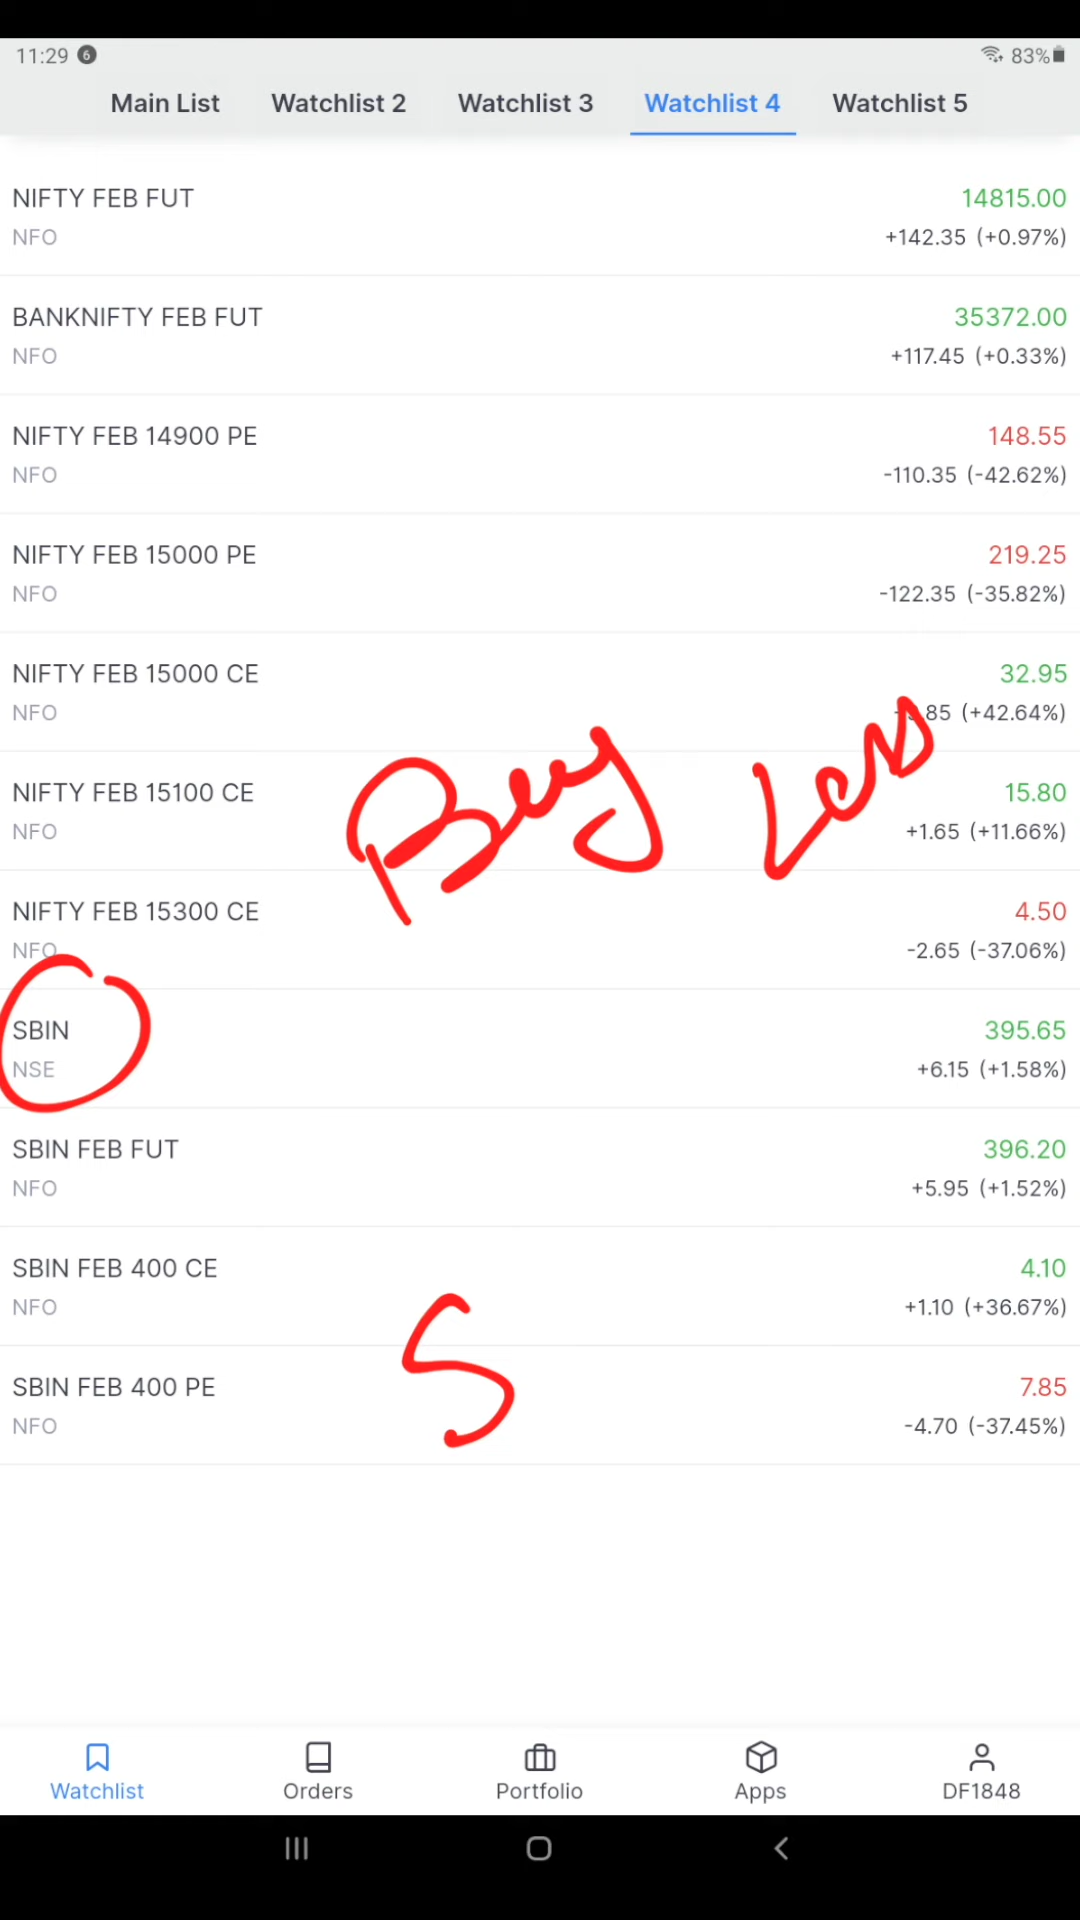 11:29 6 83%
Main List Watchlist 2 Watchlist 3 Watchlist 4 Watchlist 5
NIFTY FEB FUT 14815.00
NFO +142.35 (+0.97%)
BANKNIFTY FEB FUT 35372.00
NFO +117.45 (+0.33%)
NIFTY FEB 14900 PE 148.55
NFO -110.35 (-42.62%)
NIFTY FEB 15000 PE 219.25
NFO -122.35 (-35.82%)
NIFTY FEB 15000 CE 32.95
NFO (+42.64%)
Buy Less
NIFTY FEB 15100 CE 15.80
NFO +1.65 (+11.66%)
NIFTY FEB 15300 CE 4.50
NFO -2.65 (-37.06%)
SBIN 395.65
NSE +6.15 (+1.58%)
SBIN FEB FUT 396.20
NFO +5.95 (+1.52%)
SBIN FEB 400 CE 4.10
NFO +1.10 (+36.67%)
S
SBIN FEB 400 PE 7.85
NFO -4.70 (-37.45%)
Watchlist Orders Portfolio Apps DF1848